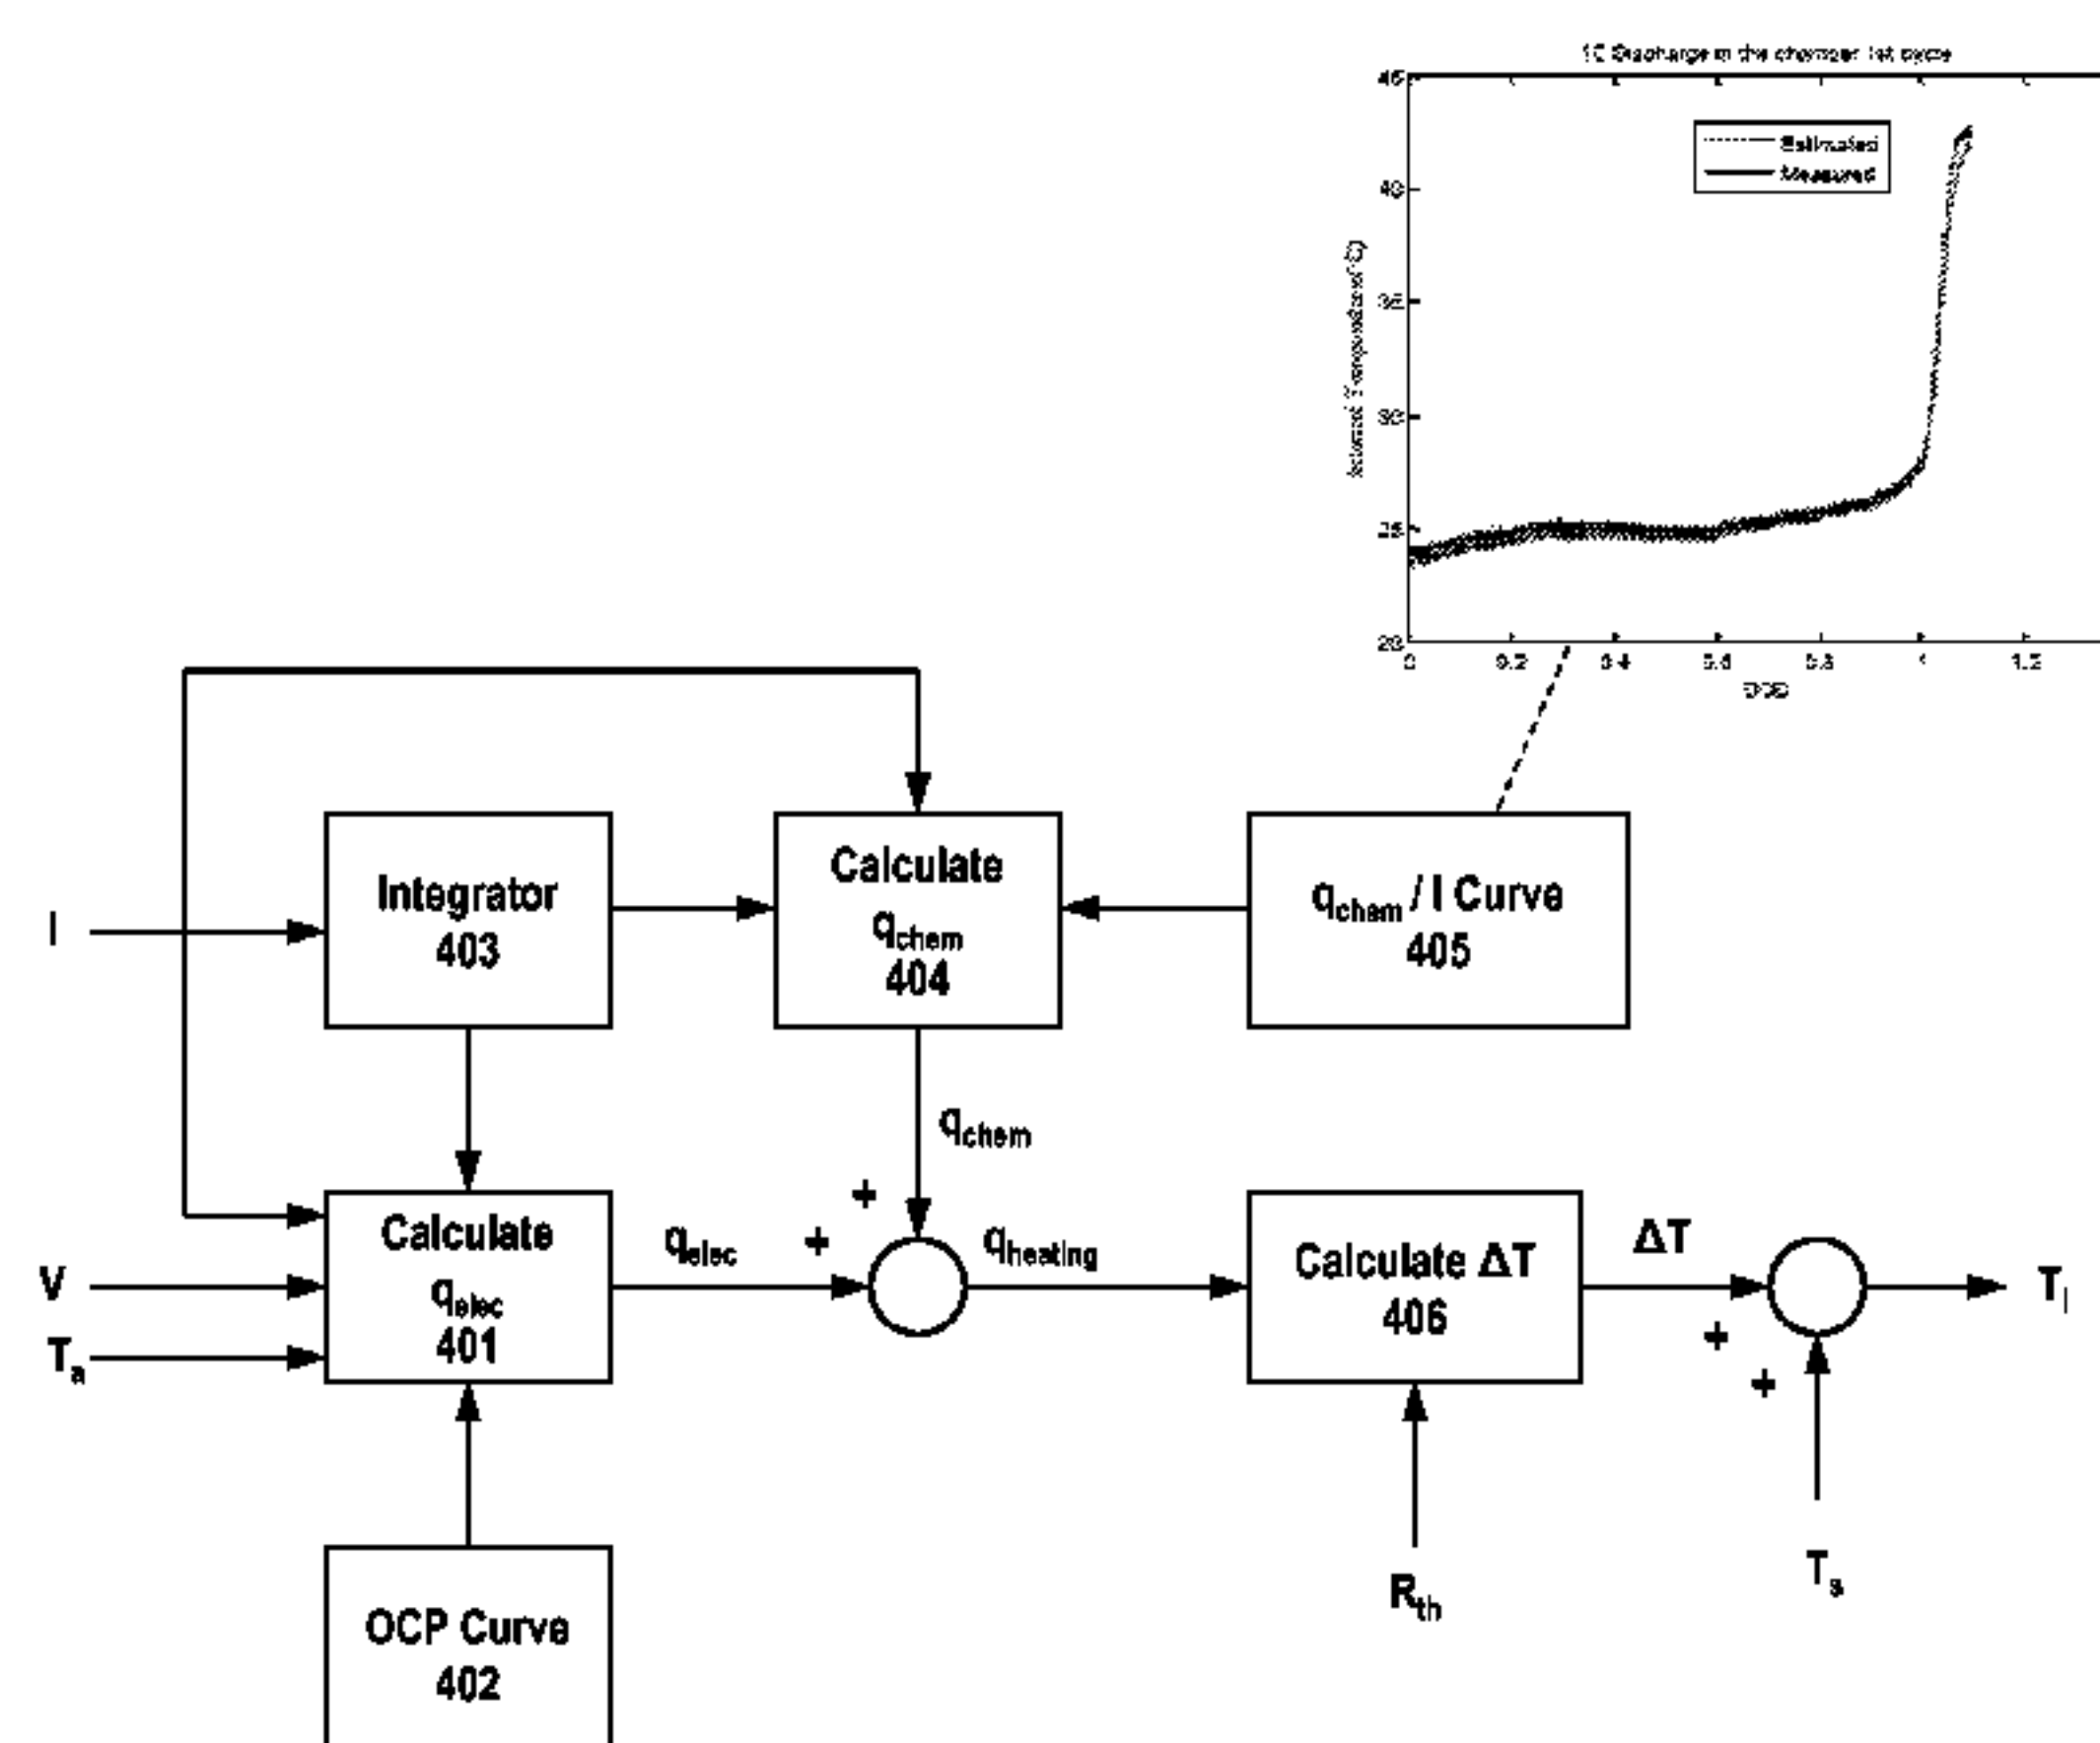 45
Estimated
40
Measured
35
30
25
20
0 0.2 0.4 0.6 0.8 1 1.2
Integrator
403
Calculate
qchem
404
qchem / I Curve
405
I
qchem
+
Calculate
qelec
401
qelec
+
qheating
Calculate ΔT
406
ΔT
+
+
Ti
V
Ta
Rth
Ts
OCP Curve
402